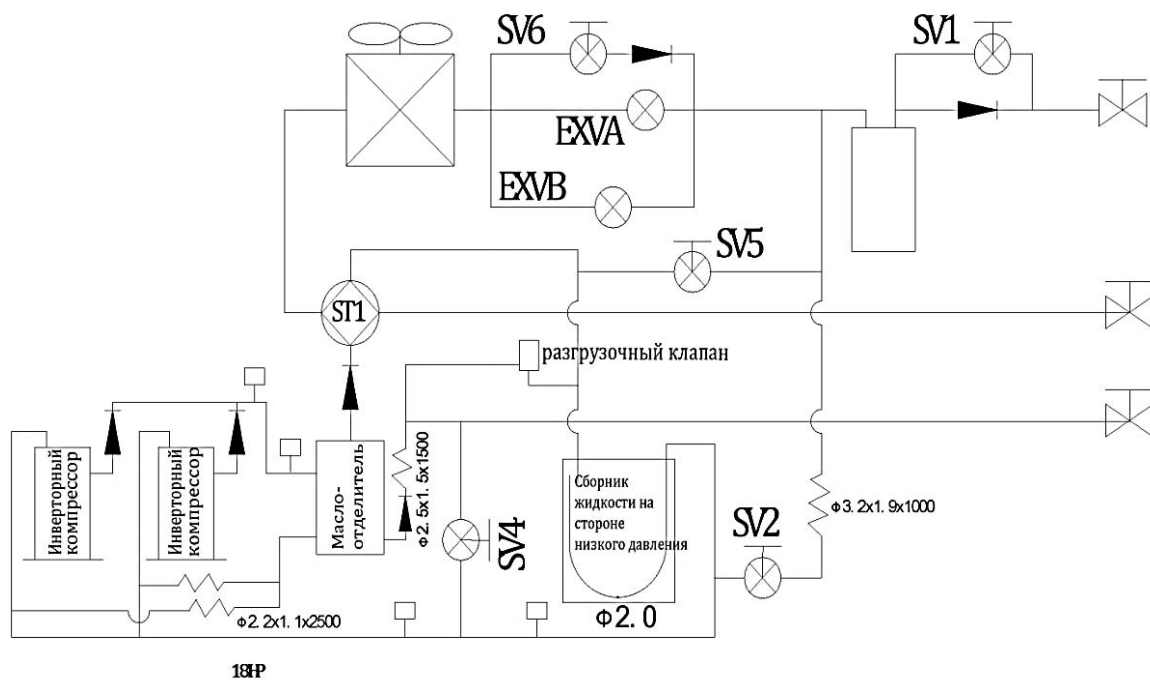 SV6
SV1
EXVA
EXVB
SV5
ST1
разгрузочный клапан
Инверторный
компрессор
Инверторный
компрессор
Масло-
отделитель
Φ2. 5x1. 5x1500
Сборник
жидкости на
стороне
низкого давления
SV4
SV2
Φ3. 2x1. 9x1000
Φ2. 0
Φ2. 2x1. 1x2500
18HP